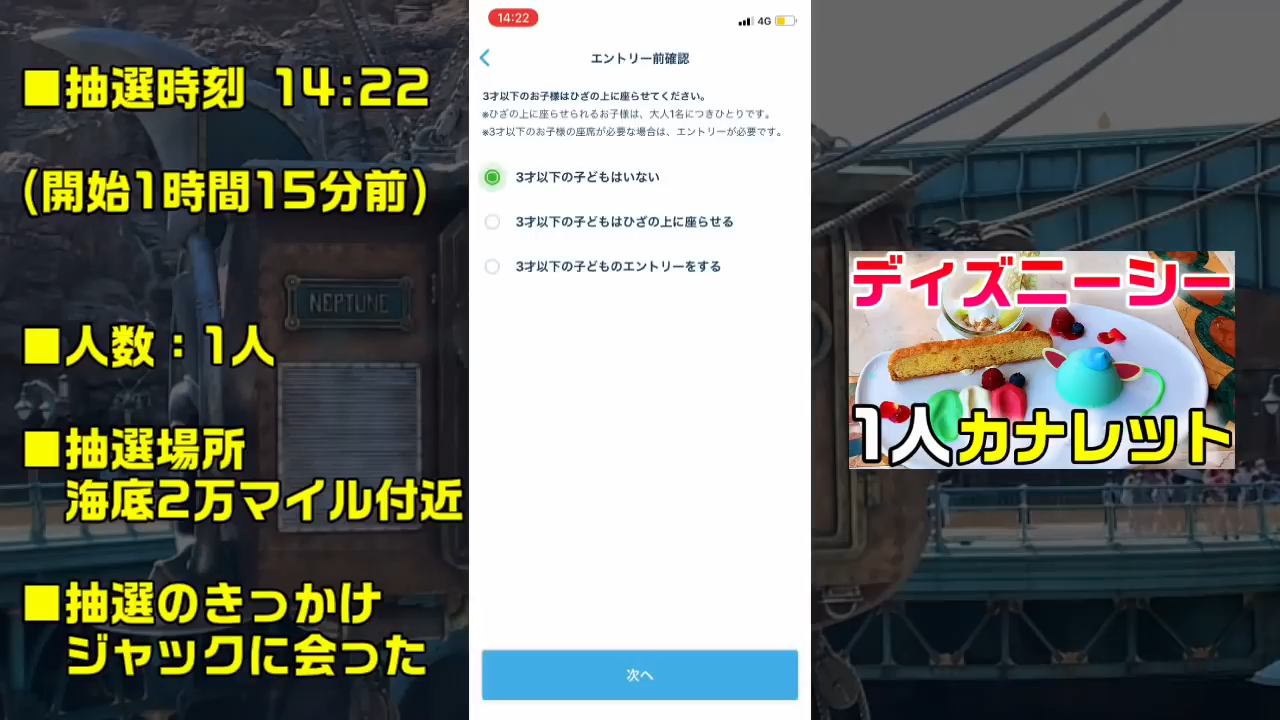 ■抽選時刻 14:22
(開始1時間15分前)
■人数：1人
■抽選場所
海底2万マイル付近
■抽選のきっかけ
ジャックに会った
NEPTUNE
14:22
4G
エントリー前確認
3才以下のお子様はひざの上に座らせてください。
※ひざの上に座らせられるお子様は、大人1名につきひとりです。
※3才以下のお子様の座席が必要な場合は、エントリーが必要です。
3才以下の子どもはいない
3才以下の子どもはひざの上に座らせる
3才以下の子どものエントリーをする
次へ
ディズニーシー
1人カナレット